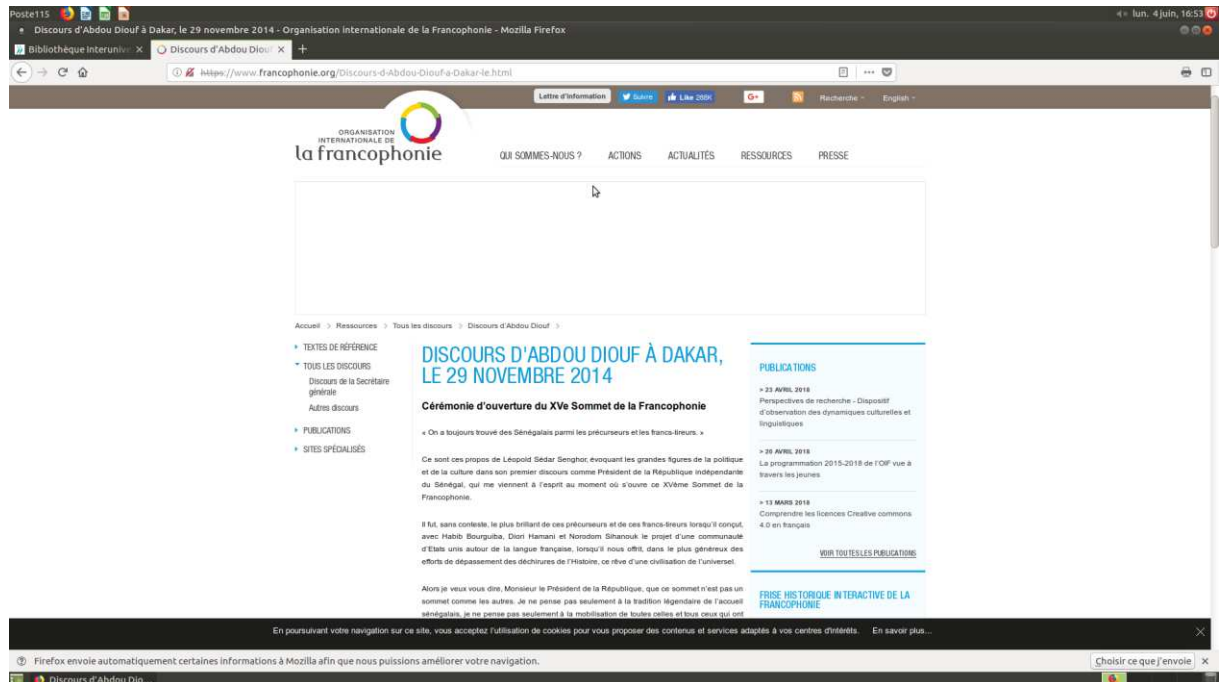 Poste115
lun. 4 juin, 16:53
Discours d'Abdou Diouf à Dakar, le 29 novembre 2014 - Organisation internationale de la Francophonie - Mozilla Firefox
Bibliothèque Interuniv
Discours d'Abdou Diouf
https://www.francophonie.org/Discours-d-Abdou-Diouf-a-Dakar-le.html
Lettre d'information
Suivre
Like 268K
G+
Recherche
English
ORGANISATION
INTERNATIONALE DE
la francophonie
QUI SOMMES-NOUS ? ACTIONS ACTUALITÉS RESSOURCES PRESSE
Accueil > Ressources > Tous les discours > Discours d'Abdou Diouf >
TEXTES DE RÉFÉRENCE
TOUS LES DISCOURS
Discours de la Secrétaire
générale
Autres discours
PUBLICATIONS
SITES SPÉCIALISÉS
DISCOURS D'ABDOU DIOUF À DAKAR,
LE 29 NOVEMBRE 2014
Cérémonie d'ouverture du XVe Sommet de la Francophonie
« On a toujours trouvé des Sénégalais parmi les précurseurs et les francs-tireurs. »
Ce sont ces propos de Léopold Sédar Senghor, évoquant les grandes figures de la politique
et de la culture dans son premier discours comme Président de la République indépendante
du Sénégal, qui me viennent à l'esprit au moment où s'ouvre ce XVème Sommet de la
Francophonie.
Il fut, sans conteste, le plus brillant de ces précurseurs et de ces francs-tireurs lorsqu'il conçut,
avec Habib Bourguiba, Diori Hamani et Norodom Sihanouk le projet d'une communauté
d'Etats unis autour de la langue française, lorsqu'il nous offrit, dans le plus généreux des
efforts de dépassement des déchirures de l'Histoire, ce rêve d'une civilisation de l'universel.
Alors je veux vous dire, Monsieur le Président de la République, que ce sommet n'est pas un
sommet comme les autres. Je ne pense pas seulement à la tradition légendaire de l'accueil
sénégalais, je ne pense pas seulement à la mobilisation de toutes celles et tous ceux qui ont
PUBLICATIONS
» 23 AVRIL 2018
Perspectives de recherche - Dispositif
d'observation des dynamiques culturelles et
linguistiques
» 20 AVRIL 2018
La programmation 2015-2018 de l'OIF vue à
travers les jeunes
» 13 MARS 2018
Comprendre les licences Creative commons
4.0 en français
VOIR TOUTES LES PUBLICATIONS
FRISE HISTORIQUE INTERACTIVE DE LA
FRANCOPHONIE
En poursuivant votre navigation sur ce site, vous acceptez l'utilisation de cookies pour vous proposer des contenus et services adaptés à vos centres d'intérêts. En savoir plus...
Firefox envoie automatiquement certaines informations à Mozilla afin que nous puissions améliorer votre navigation.
Choisir ce que j'envoie
Discours d'Abdou Dio...